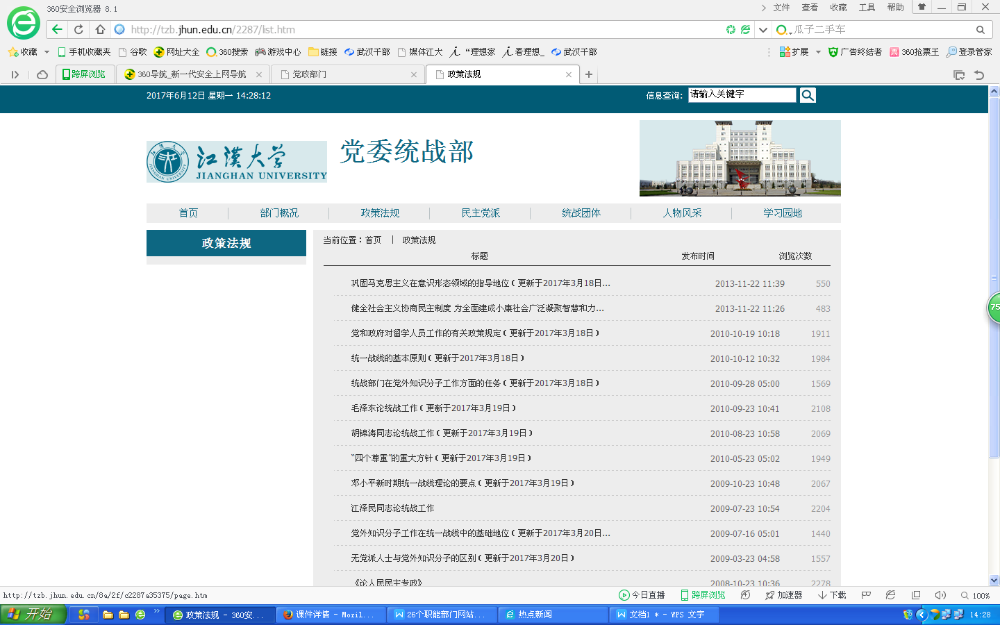 360安全浏览器 8.1
文件 查看 收藏 工具 帮助
http://tzb.jhun.edu.cn/2287/list.htm
瓜子二手车
收藏 手机收藏夹 谷歌 网址大全 360搜索 游戏中心 链接 武汉干部 媒体江大 “理想家 看理想_ 武汉干部
扩展 广告终结者 360抢票王 登录管家
跨屏浏览 360导航_新一代安全上网导航 党政部门 政策法规
2017年6月12日 星期一 14:28:12
信息查询: 请输入关键字
江漢大学
JIANGHAN UNIVERSITY
党委统战部
首页 部门概况 政策法规 民主党派 统战团体 人物风采 学习园地
政策法规
当前位置：首页 | 政策法规
标题 发布时间 浏览次数
巩固马克思主义在意识形态领域的指导地位（更新于2017年3月18日... 2013-11-22 11:39 550
健全社会主义协商民主制度 为全面建成小康社会广泛凝聚智慧和力... 2013-11-22 11:26 483
党和政府对留学人员工作的有关政策规定（更新于2017年3月18日） 2010-10-19 10:18 1911
统一战线的基本原则（更新于2017年3月18日） 2010-10-12 10:32 1984
统战部门在党外知识分子工作方面的任务（更新于2017年3月18日） 2010-09-28 05:00 1569
毛泽东论统战工作（更新于2017年3月19日） 2010-09-23 10:41 2108
胡锦涛同志论统战工作（更新于2017年3月19日） 2010-08-23 10:58 2069
“四个尊重”的重大方针（更新于2017年3月19日） 2010-05-23 05:02 1949
邓小平新时期统一战线理论的要点（更新于2017年3月19日） 2009-10-23 10:48 2067
江泽民同志论统战工作 2009-07-23 10:54 2204
党外知识分子工作在统一战线中的基础地位（更新于2017年3月20日... 2009-07-16 05:01 1440
无党派人士与党外知识分子的区别（更新于2017年3月20日） 2009-03-23 04:58 1557
《论人民民主专政》 2008-10-23 10:36 2278
75
http://tzb.jhun.edu.cn/8a/2f/c2287a35375/page.htm
今日直播 跨屏浏览 加速器 下载 100%
开始 政策法规 - 360安... 课件详情 - Mozil... 26个职能部门网站... 热点新闻 文档1 * - WPS 文字 14:28